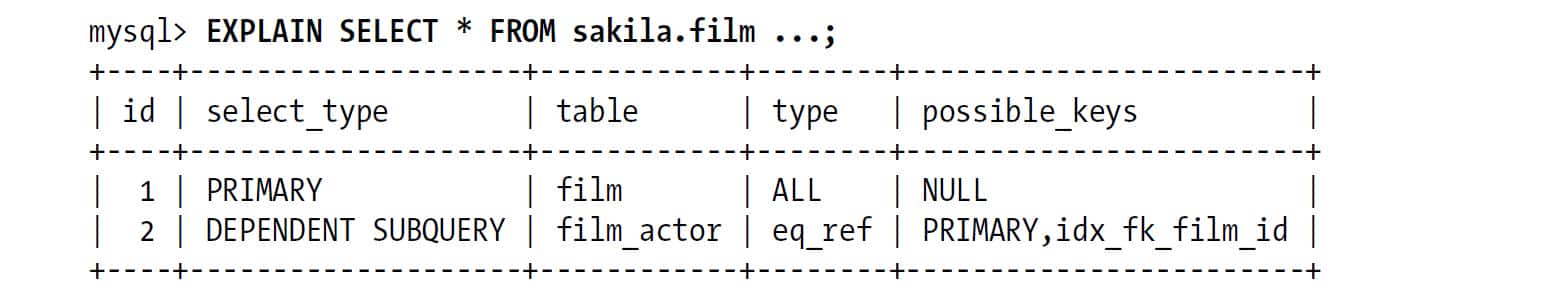 mysql> EXPLAIN SELECT * FROM sakila.film ...;
+----+--------------------+------------+--------+------------------------+
| id | select_type        | table      | type   | possible_keys          |
+----+--------------------+------------+--------+------------------------+
|  1 | PRIMARY            | film       | ALL    | NULL                   |
|  2 | DEPENDENT SUBQUERY | film_actor | eq_ref | PRIMARY,idx_fk_film_id |
+----+--------------------+------------+--------+------------------------+